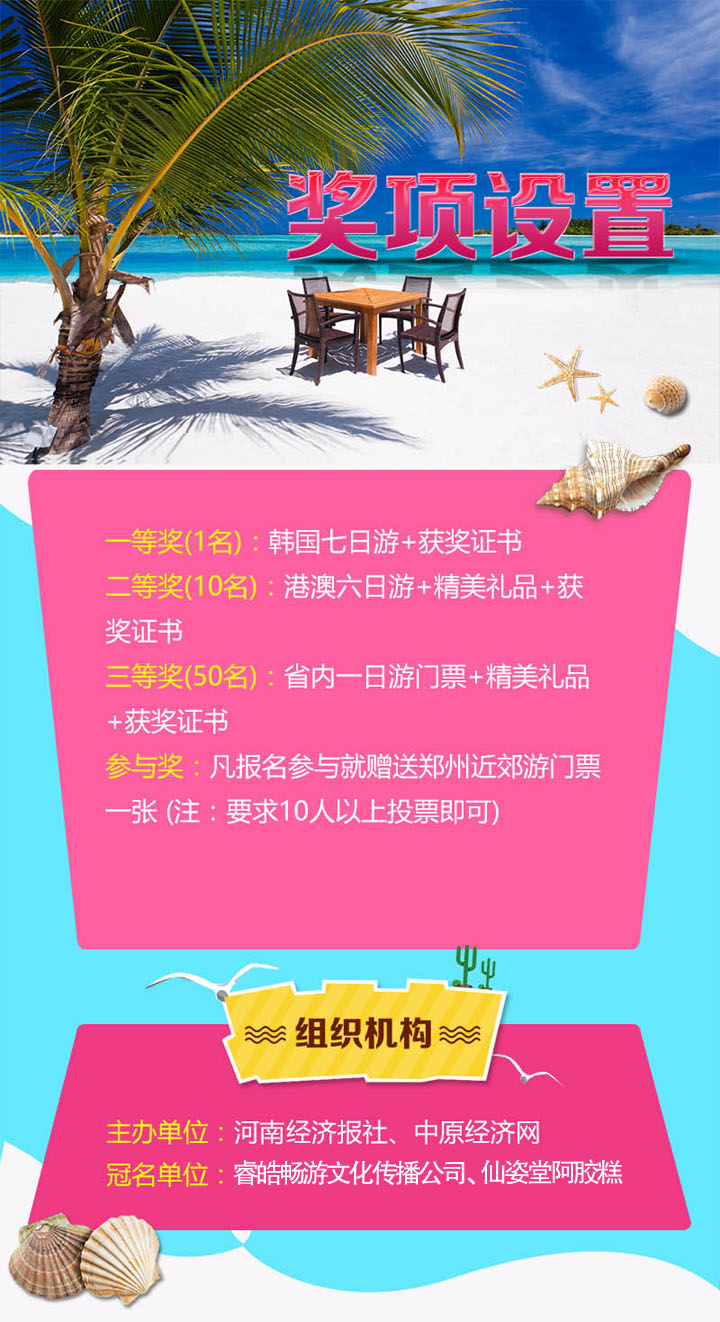 奖项设置
一等奖(1名)：韩国七日游+获奖证书
二等奖(10名)：港澳六日游+精美礼品+获
奖证书
三等奖(50名)：省内一日游门票+精美礼品
+获奖证书
参与奖：凡报名参与就赠送郑州近郊游门票
一张 (注：要求10人以上投票即可)
组织机构
主办单位：河南经济报社、中原经济网
冠名单位：睿皓畅游文化传播公司、仙姿堂阿胶糕